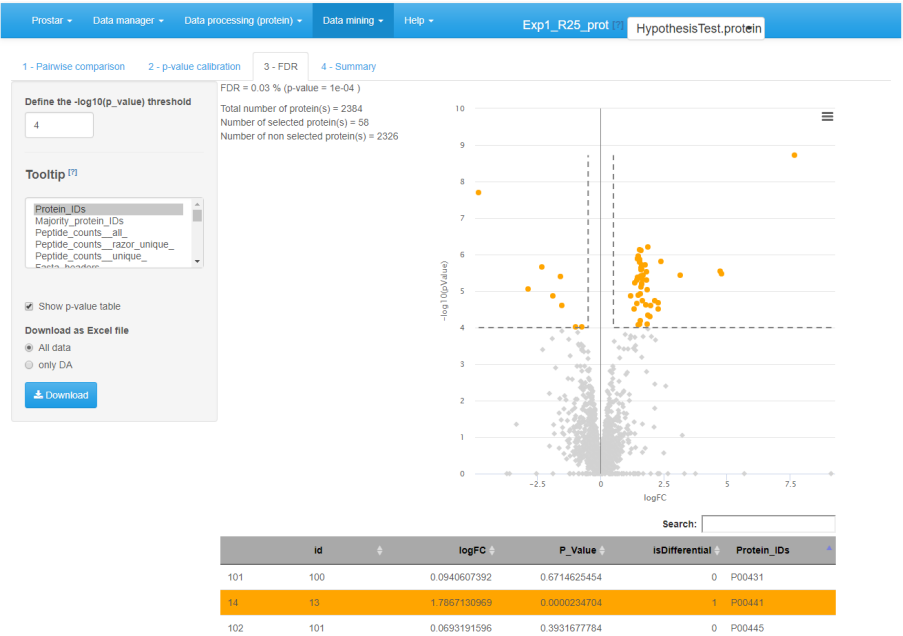 Prostar Data manager Data processing (protein) Data mining Help Exp1_R25_prot [?] HypothesisTest.protein
1 - Pairwise comparison 2 - p-value calibration 3 - FDR 4 - Summary
Define the -log10(p_value) threshold
4
Tooltip [?]
Protein_IDs
Majority_protein_IDs
Peptide_counts__all_
Peptide_counts__razor_unique_
Peptide_counts__unique_
Fasta_headers
Show p-value table
Download as Excel file
All data
only DA
Download
FDR = 0.03 % (p-value = 1e-04 )
Total number of protein(s) = 2384
Number of selected protein(s) = 58
Number of non selected protein(s) = 2326
-log10(pValue)
10
9
8
7
6
5
4
3
2
1
0
-2.5 0 2.5 5 7.5
logFC
Search:
id logFC P_Value isDifferential Protein_IDs
101 100 0.0940607392 0.6714625454 0 P00431
14 13 1.7867130969 0.0000234704 1 P00441
102 101 0.0693191596 0.3931677784 0 P00445